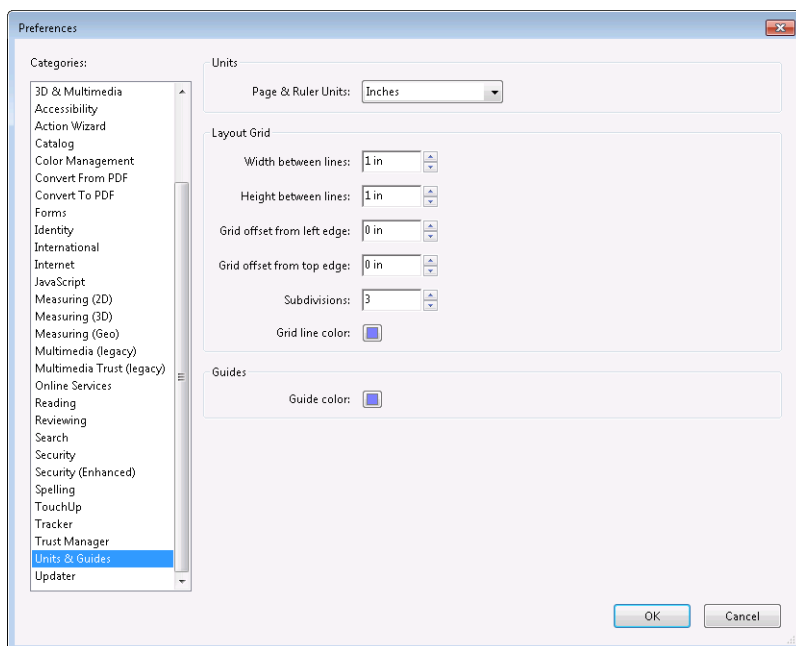 Preferences
Categories:
3D & Multimedia
Accessibility
Action Wizard
Catalog
Color Management
Convert From PDF
Convert To PDF
Forms
Identity
International
Internet
JavaScript
Measuring (2D)
Measuring (3D)
Measuring (Geo)
Multimedia (legacy)
Multimedia Trust (legacy)
Online Services
Reading
Reviewing
Search
Security
Security (Enhanced)
Spelling
TouchUp
Tracker
Trust Manager
Units & Guides
Updater
Units
Page & Ruler Units: Inches
Layout Grid
Width between lines: 1 in
Height between lines: 1 in
Grid offset from left edge: 0 in
Grid offset from top edge: 0 in
Subdivisions: 3
Grid line color:
Guides
Guide color:
OK Cancel